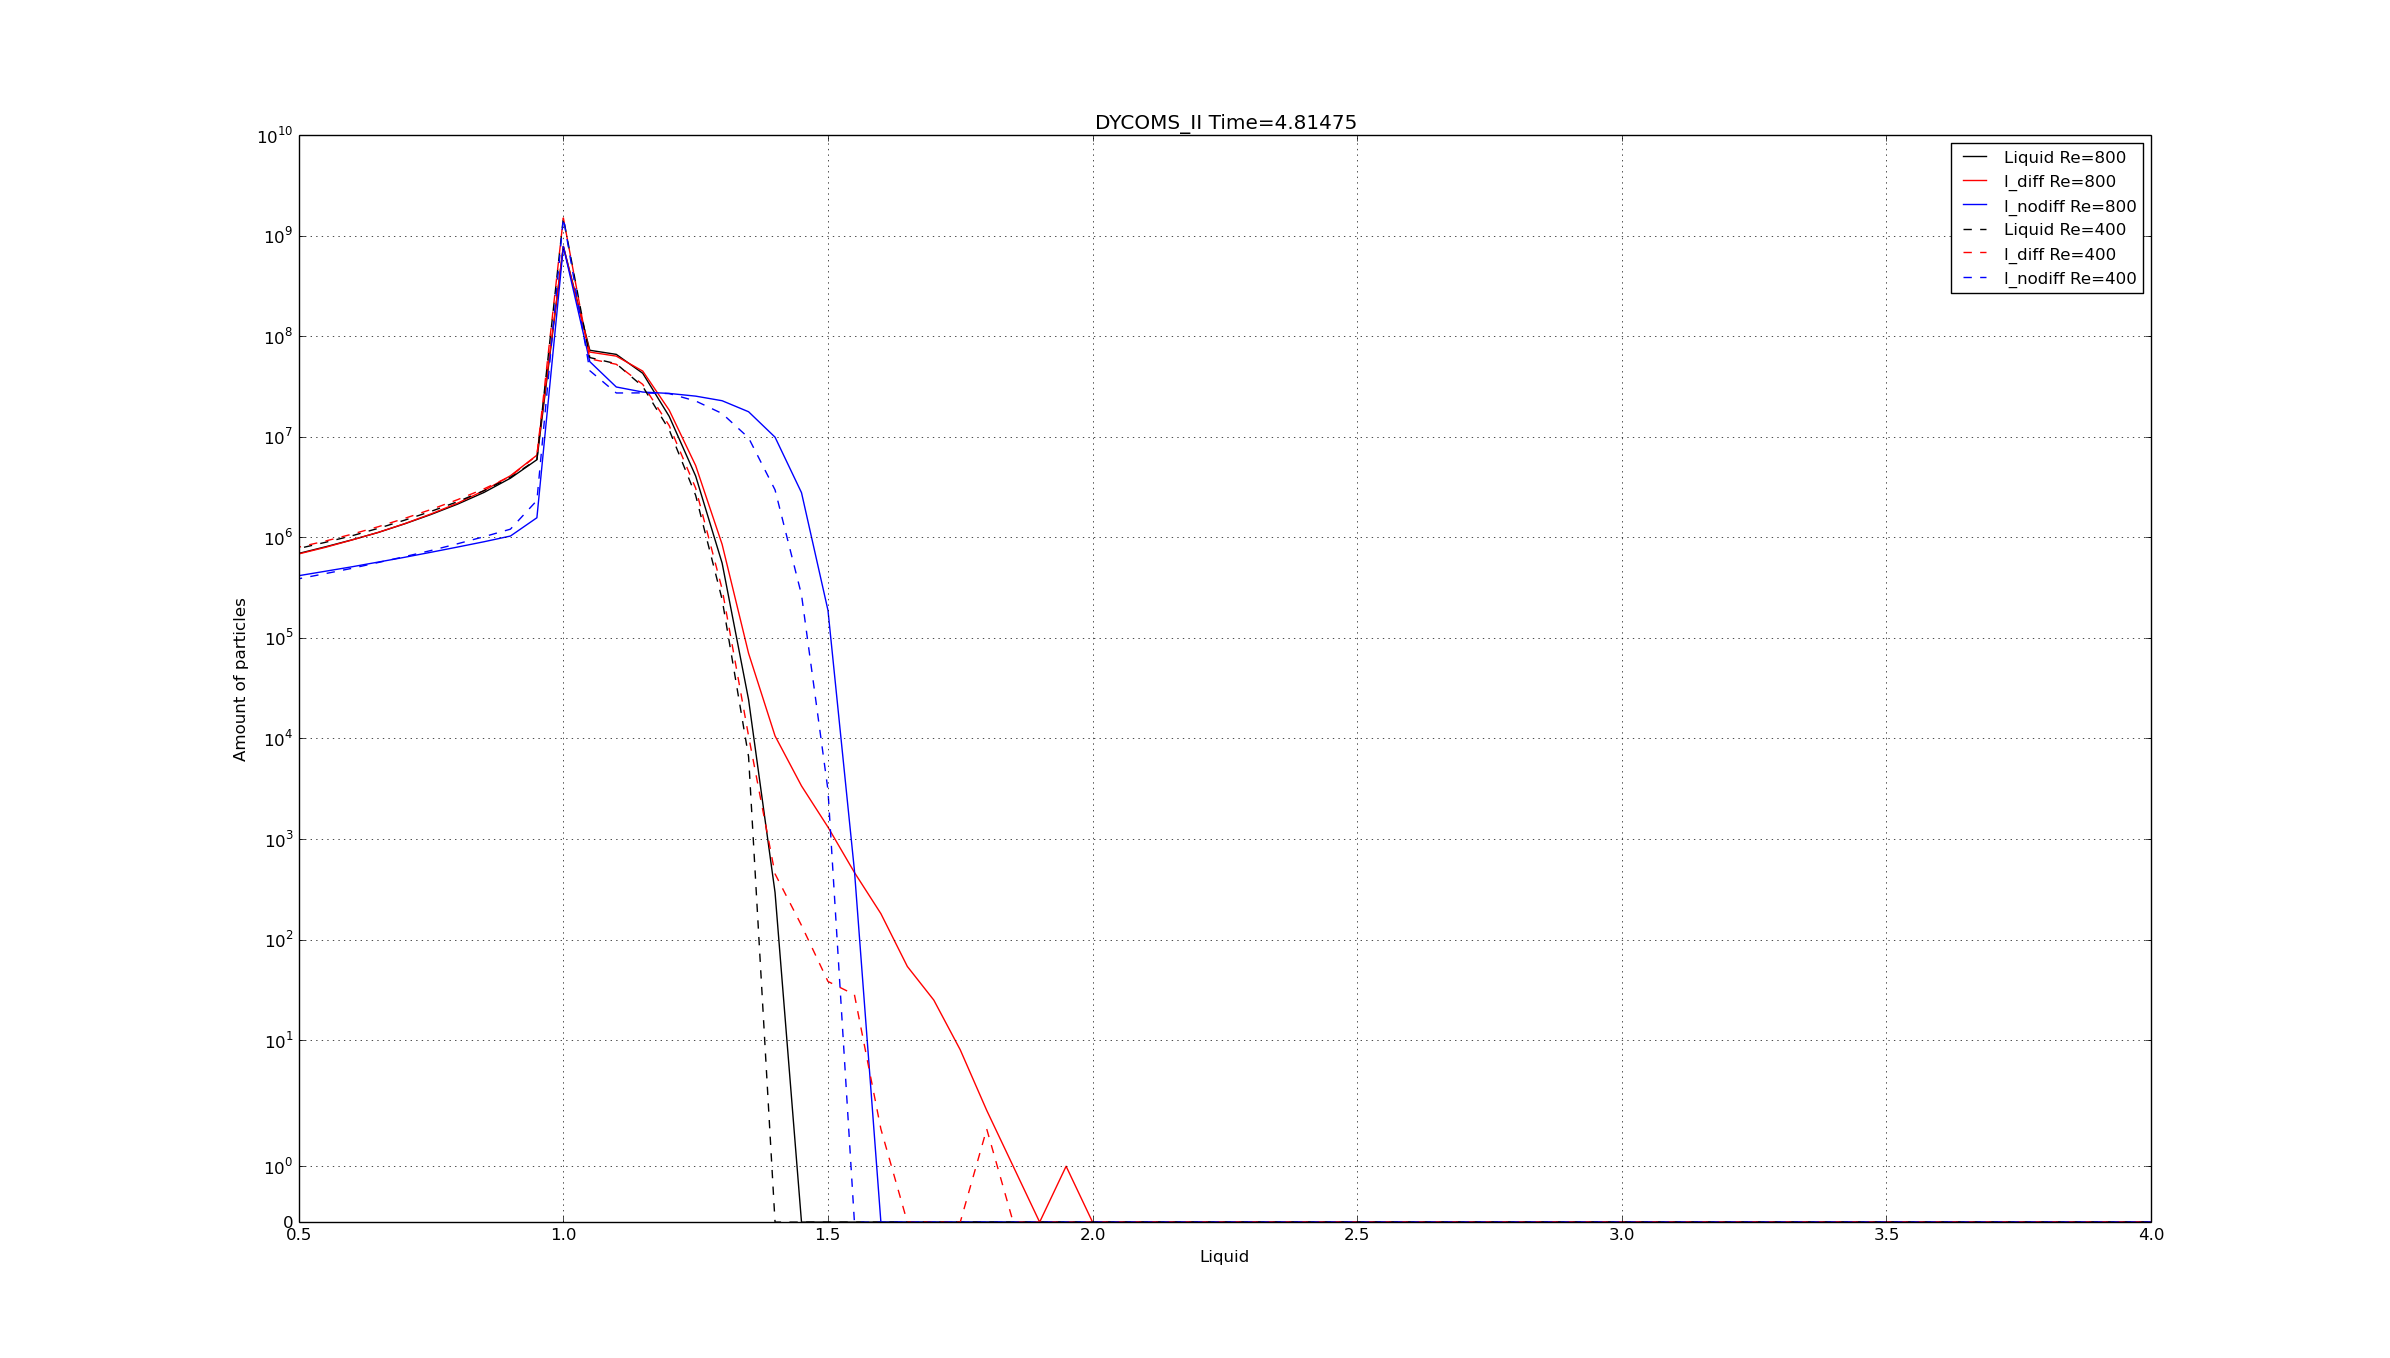 DYCOMS_II Time=4.81475
10^10
10^9
10^8
10^7
10^6
10^5
10^4
10^3
10^2
10^1
10^0
0
Amount of particles
0.5 1.0 1.5 2.0 2.5 3.0 3.5 4.0
Liquid
Liquid Re=800
l_diff Re=800
l_nodiff Re=800
Liquid Re=400
l_diff Re=400
l_nodiff Re=400